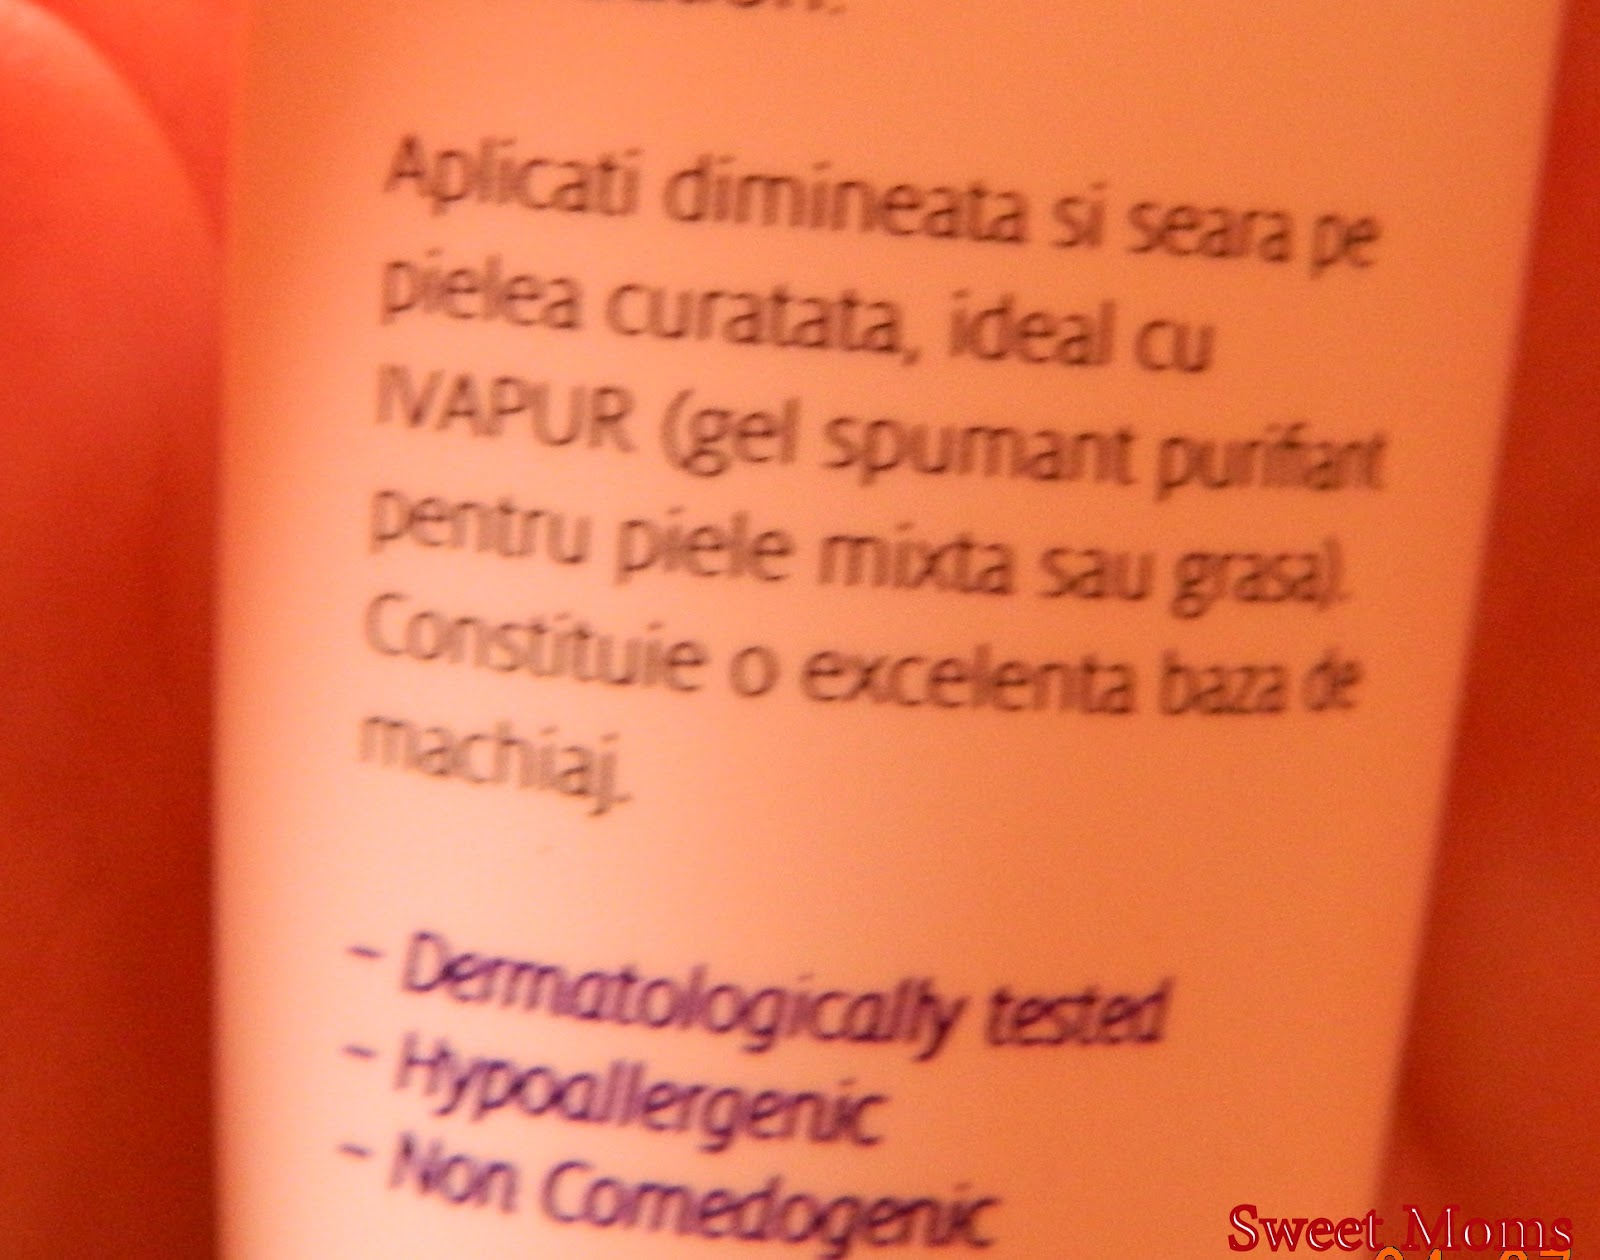 Aplicati dimineata si seara pe
pielea curatata, ideal cu
IVAPUR (gel spumant purifiant
pentru piele mixta sau grasa).
Constituie o excelenta baza de
machiaj.
- Dermatologically tested
- Hypoallergenic
- Non Comedogenic
Sweet Moms